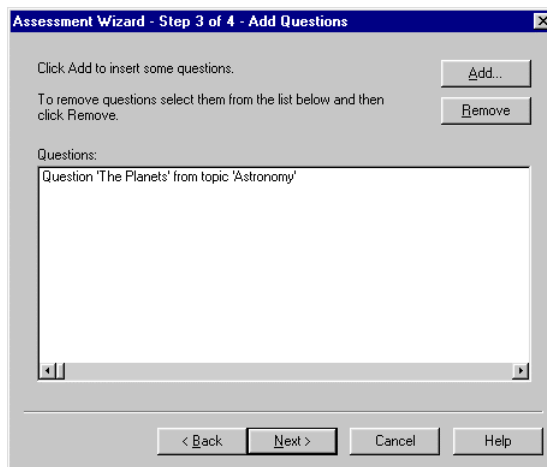 Assessment Wizard - Step 3 of 4 - Add Questions
Click Add to insert some questions.
Add...
To remove questions select them from the list below and then
click Remove.
Remove
Questions:
Question 'The Planets' from topic 'Astronomy'
< Back
Next >
Cancel
Help